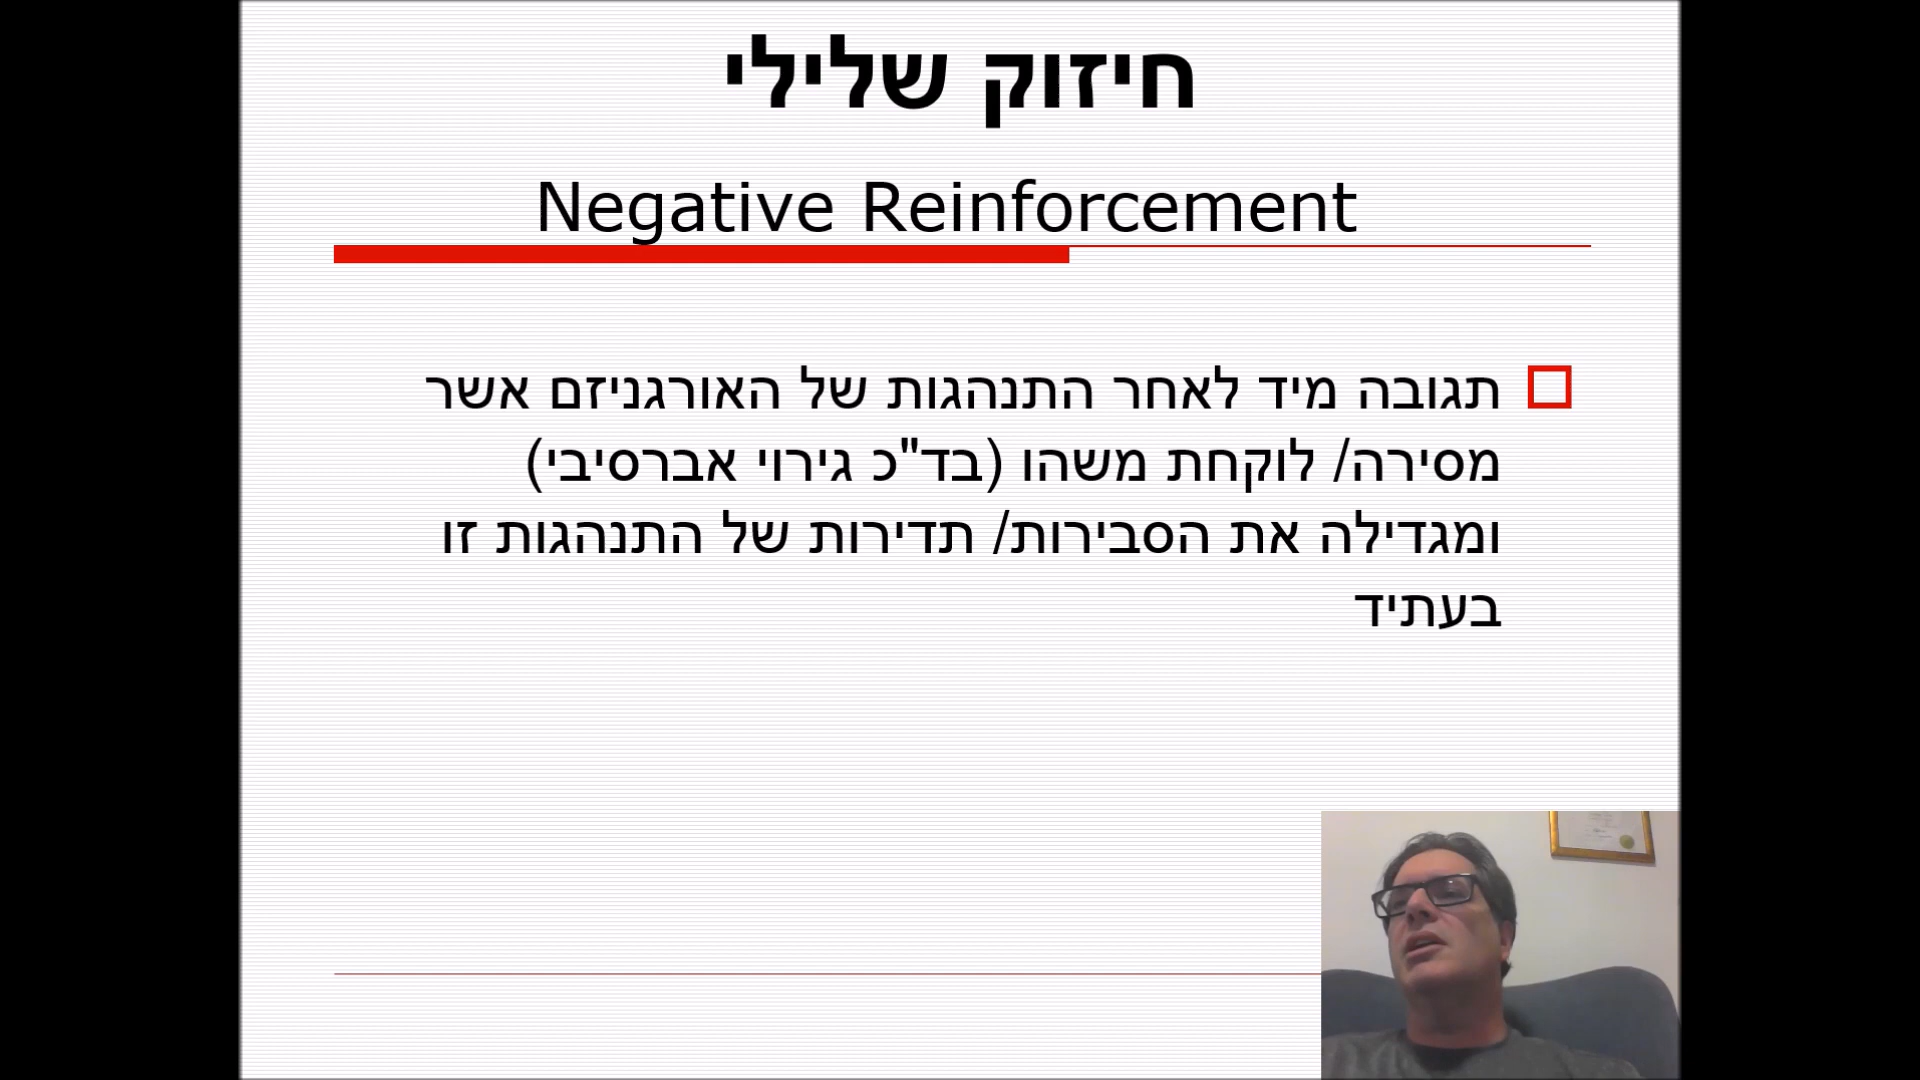 חיזוק שלילי
Negative Reinforcement
תגובה מיד לאחר התנהגות של האורגניזם אשר
מסירה/ לוקחת משהו (בד"כ גירוי אברסיבי)
ומגדילה את הסבירות/ תדירות של התנהגות זו
בעתיד